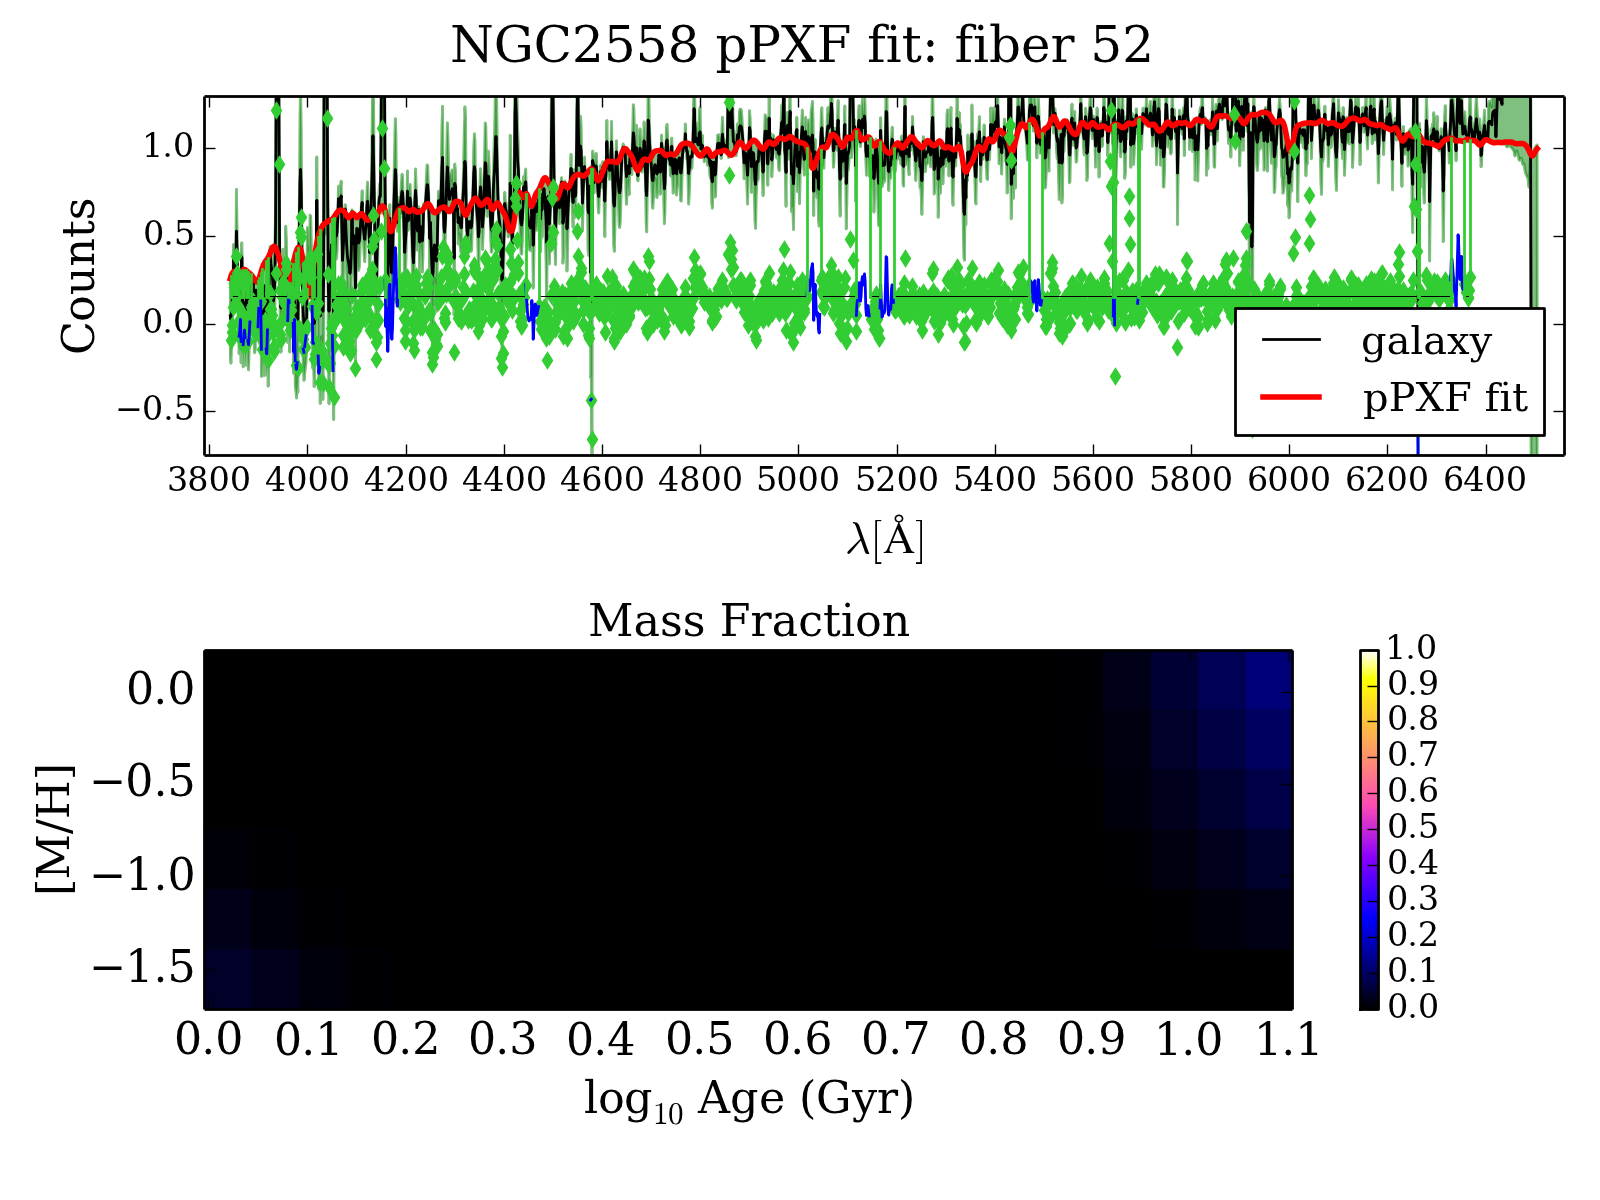 NGC2558 pPXF fit: fiber 52
Counts
1.0
0.5
0.0
−0.5
galaxy
pPXF fit
3800 4000 4200 4400 4600 4800 5000 5200 5400 5600 5800 6000 6200 6400
λ[Å]
Mass Fraction
[M/H]
0.0
−0.5
−1.0
−1.5
0.0 0.1 0.2 0.3 0.4 0.5 0.6 0.7 0.8 0.9 1.0 1.1
log₁₀ Age (Gyr)
1.0
0.9
0.8
0.7
0.6
0.5
0.4
0.3
0.2
0.1
0.0